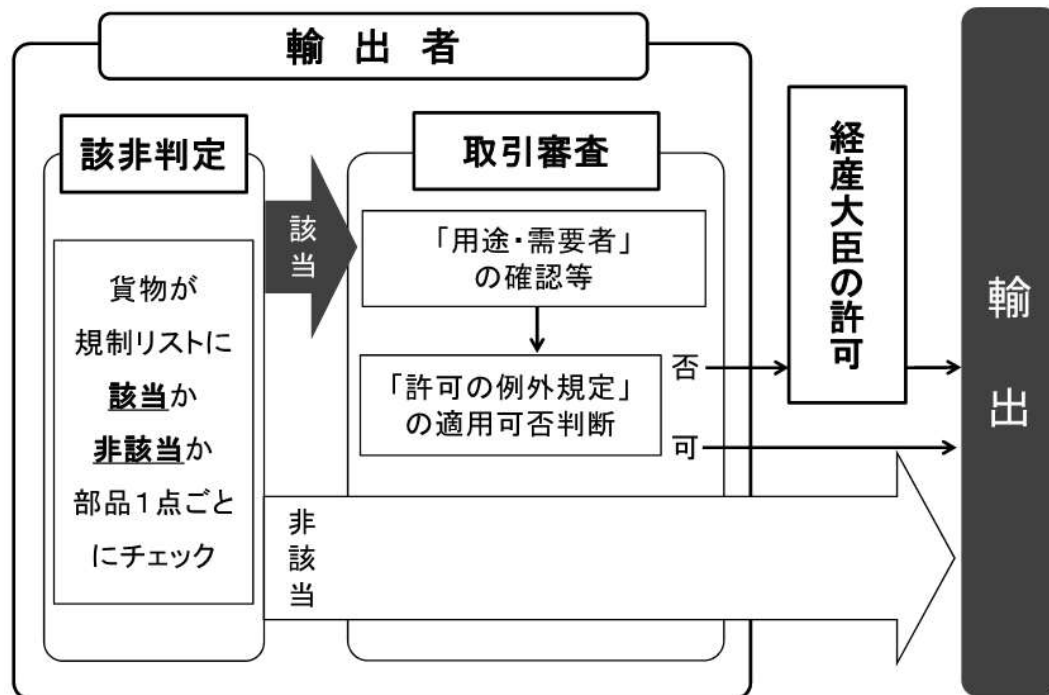 輸出者
該非判定
貨物が
規制リストに
該当か
非該当か
部品1点ごと
にチェック
該当
非該当
取引審査
「用途・需要者」
の確認等
「許可の例外規定」
の適用可否判断
否
可
経産大臣の許可
輸出